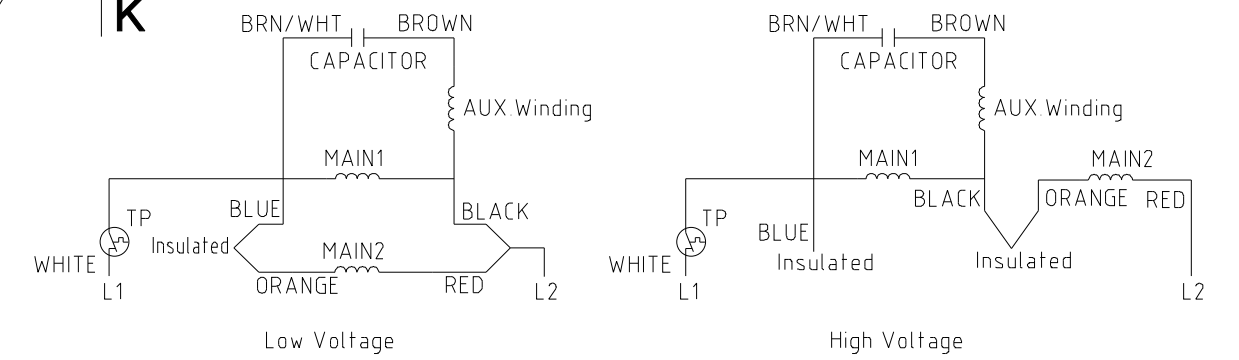 K
BRN/WHT
BROWN
CAPACITOR
AUX.Winding
MAIN1
BLUE
BLACK
TP
Insulated
MAIN2
WHITE
ORANGE
RED
L1
L2
Low Voltage
BRN/WHT
BROWN
CAPACITOR
AUX.Winding
MAIN1
MAIN2
BLACK
ORANGE
RED
TP
BLUE
WHITE
Insulated
Insulated
L1
L2
High Voltage